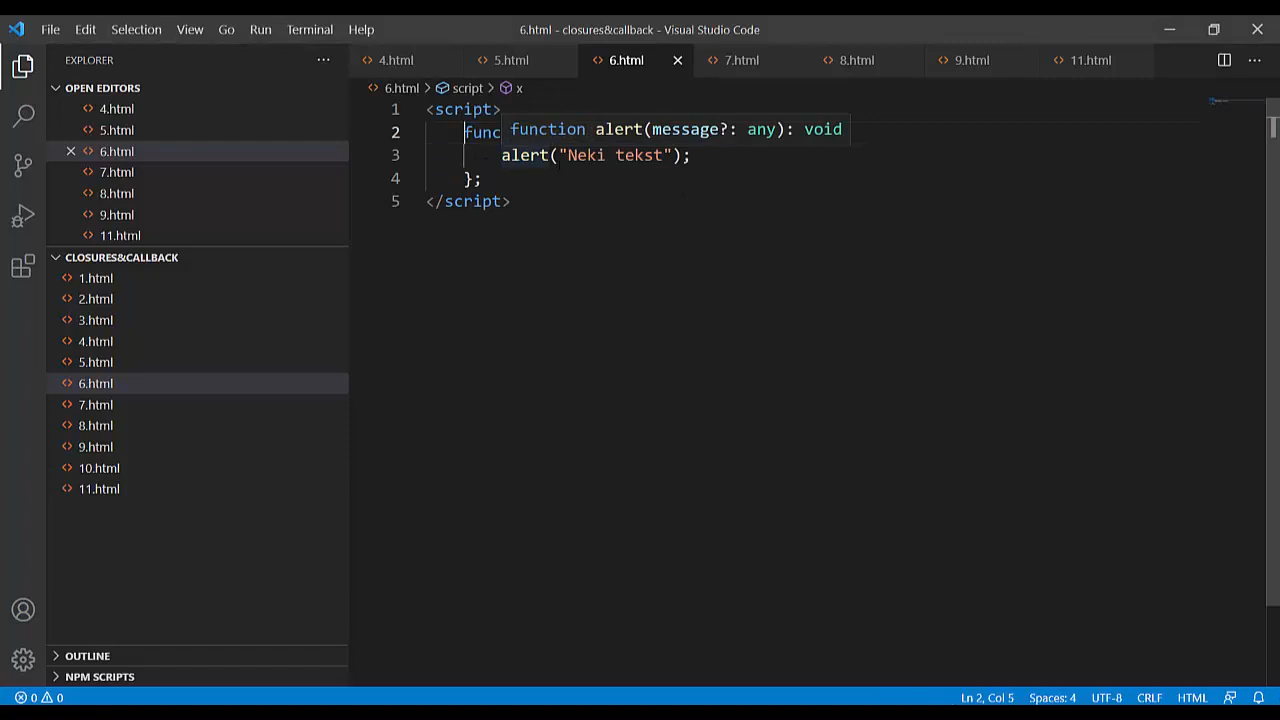 File Edit Selection View Go Run Terminal Help 6.html - closures&callback - Visual Studio Code
EXPLORER ···
OPEN EDITORS
4.html
5.html
6.html
7.html
8.html
9.html
11.html
CLOSURES&CALLBACK
1.html
2.html
3.html
4.html
5.html
6.html
7.html
8.html
9.html
10.html
11.html
OUTLINE
NPM SCRIPTS
4.html 5.html 6.html 7.html 8.html 9.html 11.html
6.html > script > x
1 <script>
2 func
function alert(message?: any): void
3 alert("Neki tekst");
4 };
5 </script>
0 0 Ln 2, Col 5 Spaces: 4 UTF-8 CRLF HTML